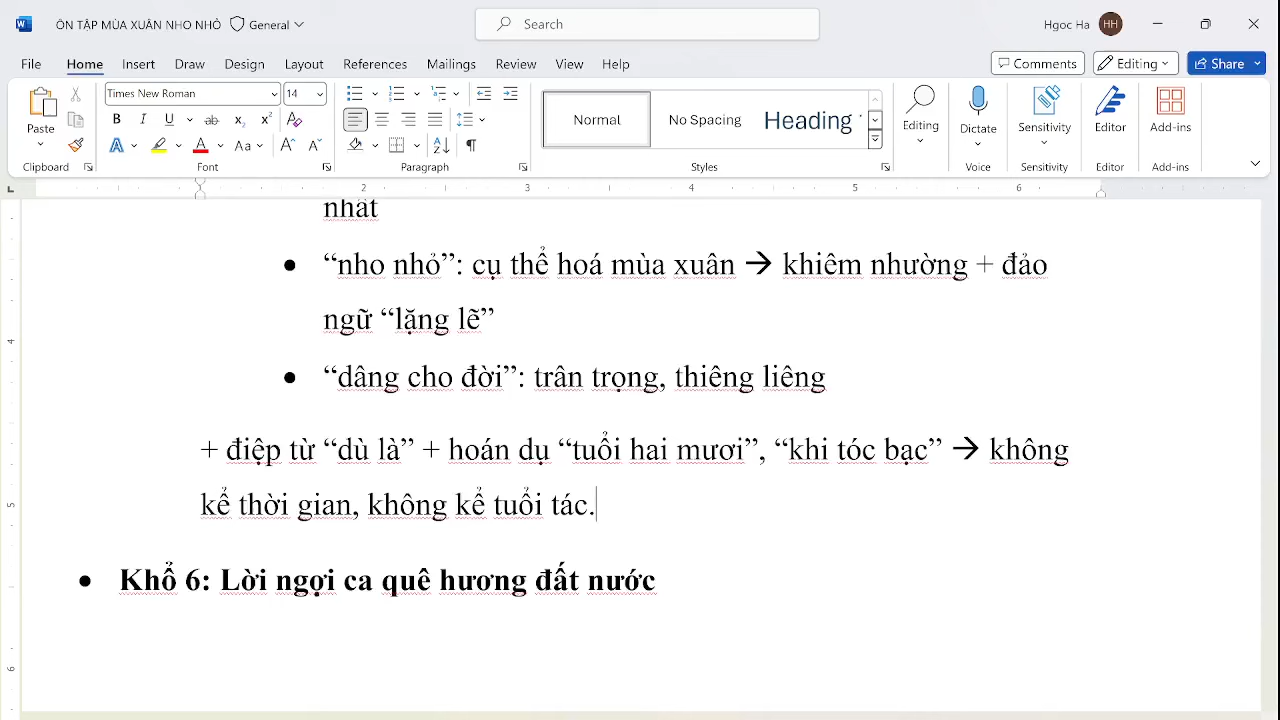 ÔN TẬP MÙA XUÂN NHO NHỎ General
Search
Ngoc Ha HH
File Home Insert Draw Design Layout References Mailings Review View Help
Comments Editing Share
Times New Roman 14
Normal No Spacing Heading
Paste Editing Dictate Sensitivity Editor Add-ins
Clipboard Font Paragraph Styles Voice Sensitivity Editor Add-ins
2 3 4 5 6
nhất
• “nho nhỏ”: cụ thể hoá mùa xuân → khiêm nhường + đảo
ngữ “lặng lẽ”
• “dâng cho đời”: trân trọng, thiêng liêng
+ điệp từ “dù là” + hoán dụ “tuổi hai mươi”, “khi tóc bạc” → không
kể thời gian, không kể tuổi tác.
• Khổ 6: Lời ngợi ca quê hương đất nước